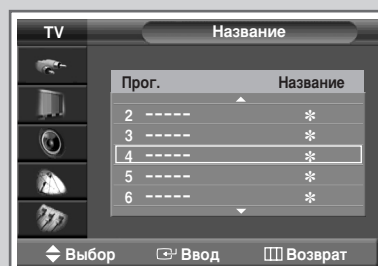 TV Название
Прог. Название
2 ----- *
3 ----- *
4 ----- *
5 ----- *
6 ----- *
Выбор Ввод Возврат